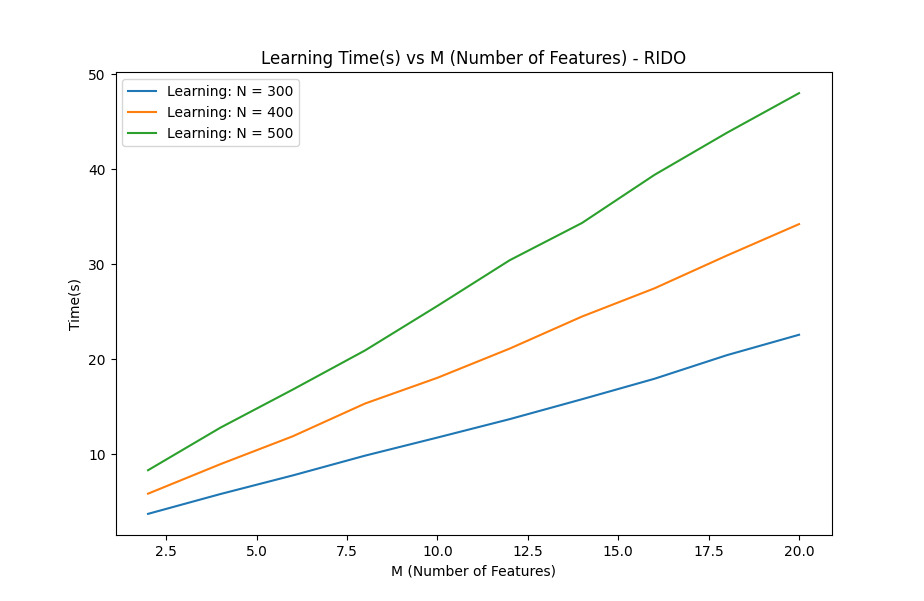 Learning Time(s) vs M (Number of Features) - RIDO
Learning: N = 300
Learning: N = 400
Learning: N = 500
50
40
30
20
10
Time(s)
2.5 5.0 7.5 10.0 12.5 15.0 17.5 20.0
M (Number of Features)